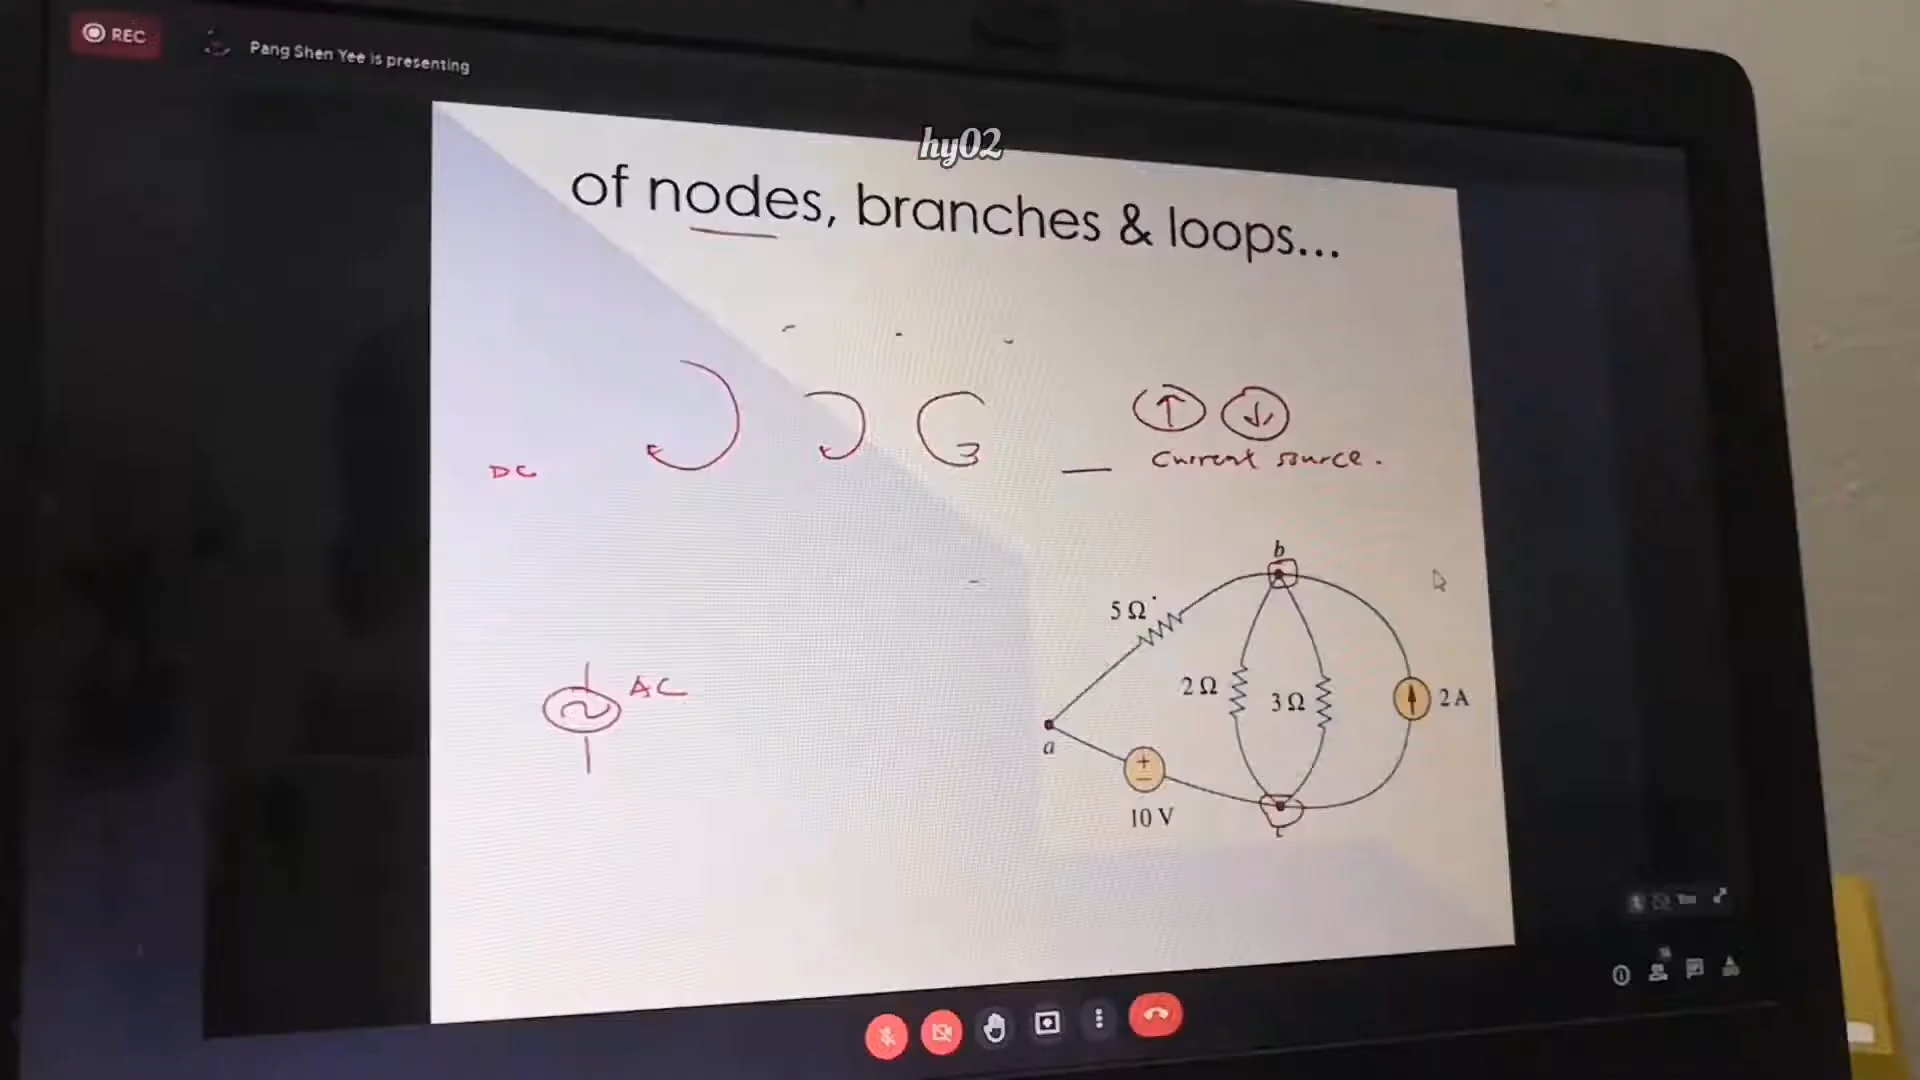 REC
Pang Shen Yee is presenting
hy02
of nodes, branches & loops...
DC
Current source.
AC
b
5 Ω
2 Ω
3 Ω
2 A
a
+
−
10 V
c
You